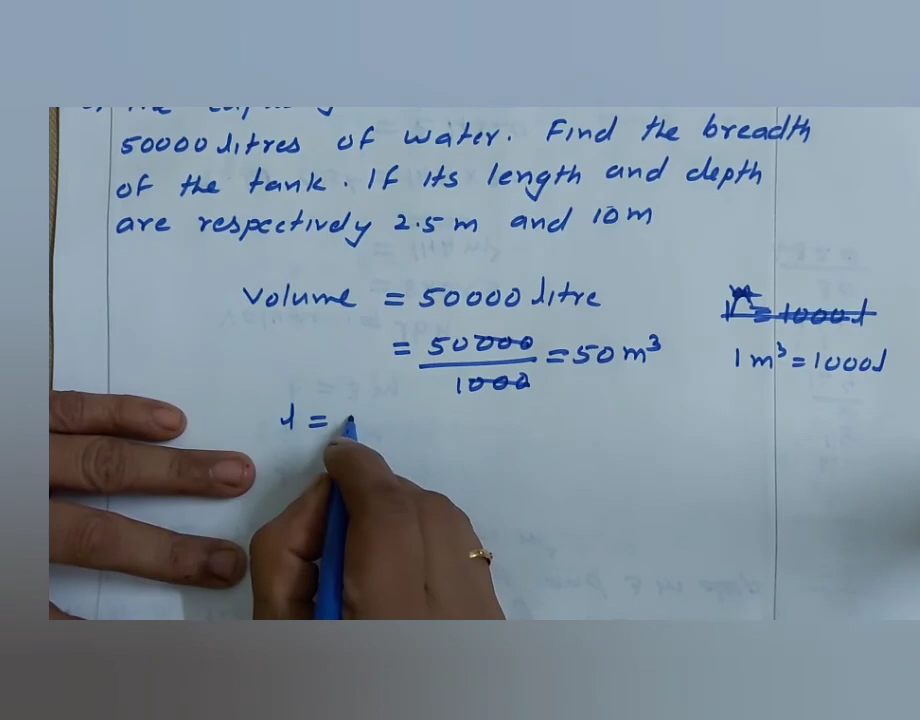 50000 litres of water. Find the breadth
of the tank. If its length and depth
are respectively 2.5 m and 10 m
Volume = 50000 litre
= 50000/1000 = 50 m³
1 m³ = 1000l
l =